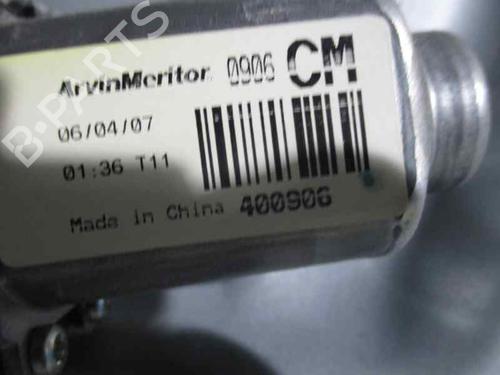 B-PARTS
ArvinMeritor 0906 CM
06/04/07
01:36 T11
Made in China 400906